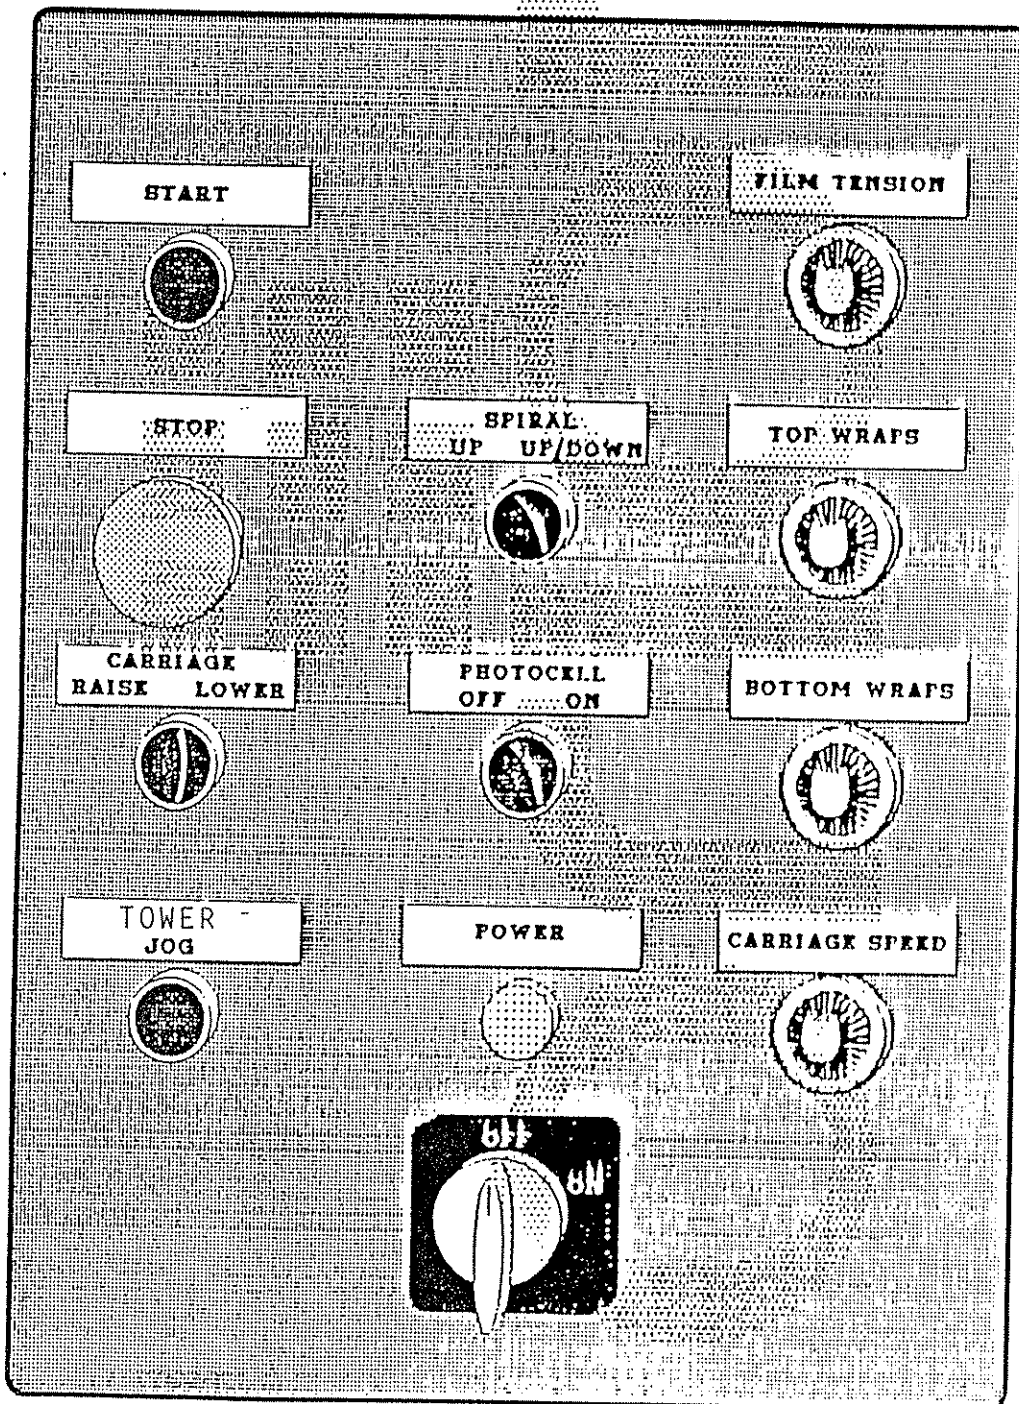 START
FILM TENSION
STOP
SPIRAL
UP UP/DOWN
TOP WRAPS
CARRIAGE
RAISE LOWER
PHOTOCELL
OFF ON
BOTTOM WRAPS
TOWER
JOG
POWER
CARRIAGE SPEED
OFF
ON